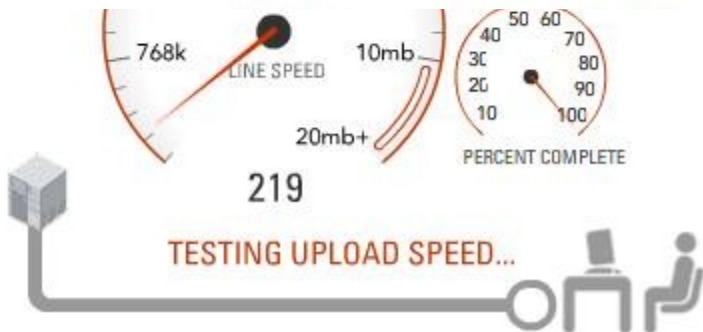 50 60
40 70
30 80
20 90
10 100
768k 10mb
LINE SPEED
20mb+
PERCENT COMPLETE
219
TESTING UPLOAD SPEED...